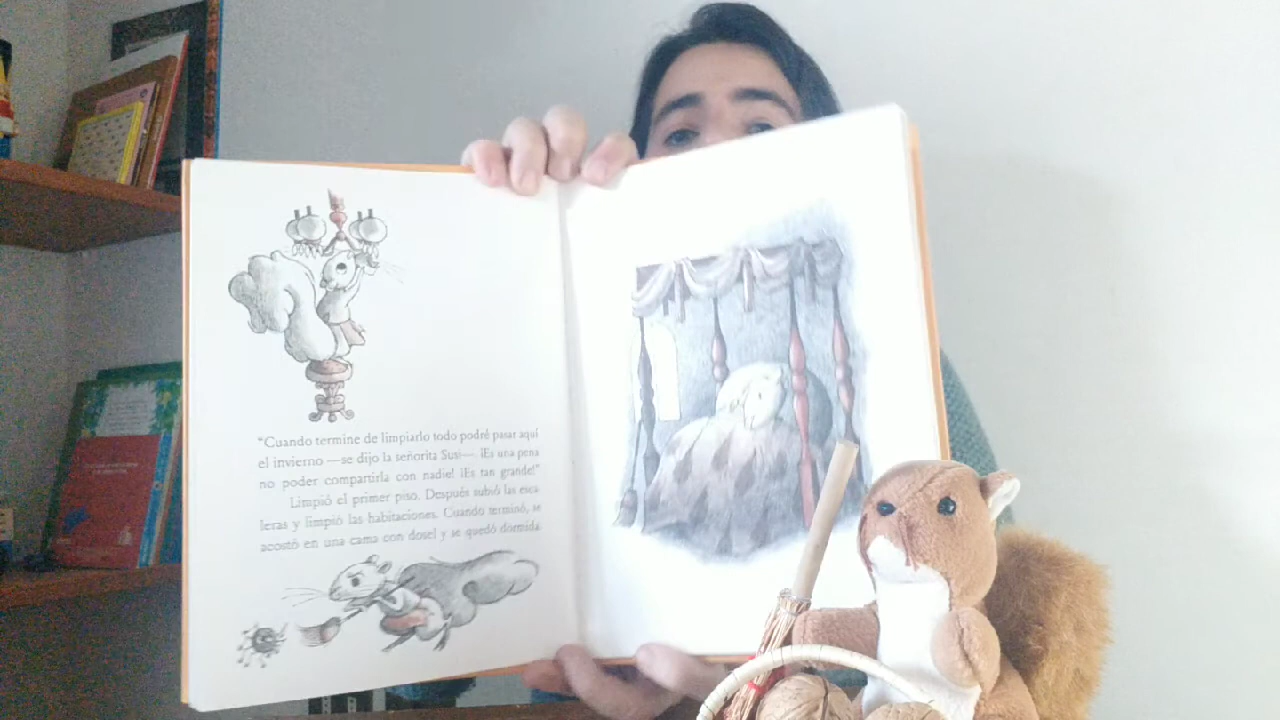 "Cuando termine de limpiarlo todo podré pasar aquí
el invierno —se dijo la señorita Susi—. ¡Es una pena
no poder compartirla con nadie! ¡Es tan grande!"
Limpió el primer piso. Después subió las esca
leras y limpió las habitaciones. Cuando terminó, se
acostó en una cama con dosel y se quedó dormida